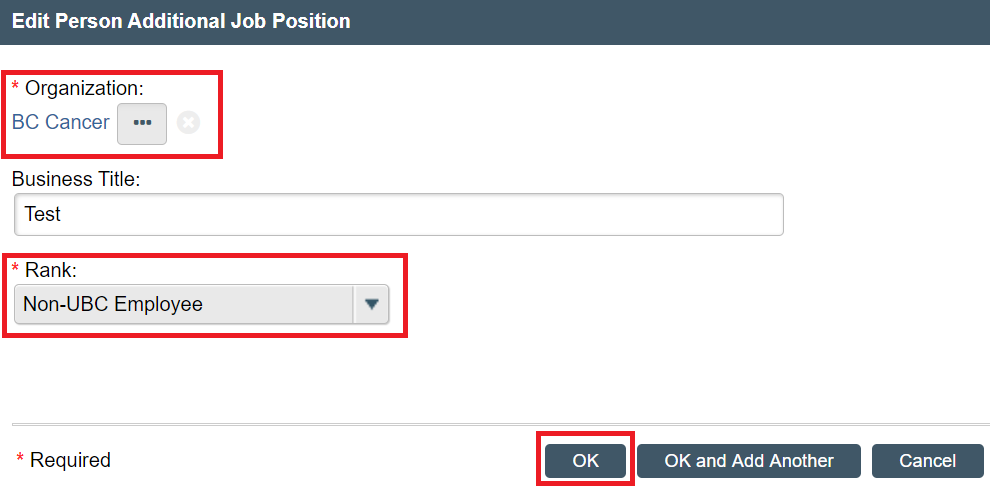 Edit Person Additional Job Position
* Organization:
BC Cancer ...
Business Title:
Test
* Rank:
Non-UBC Employee
* Required OK OK and Add Another Cancel